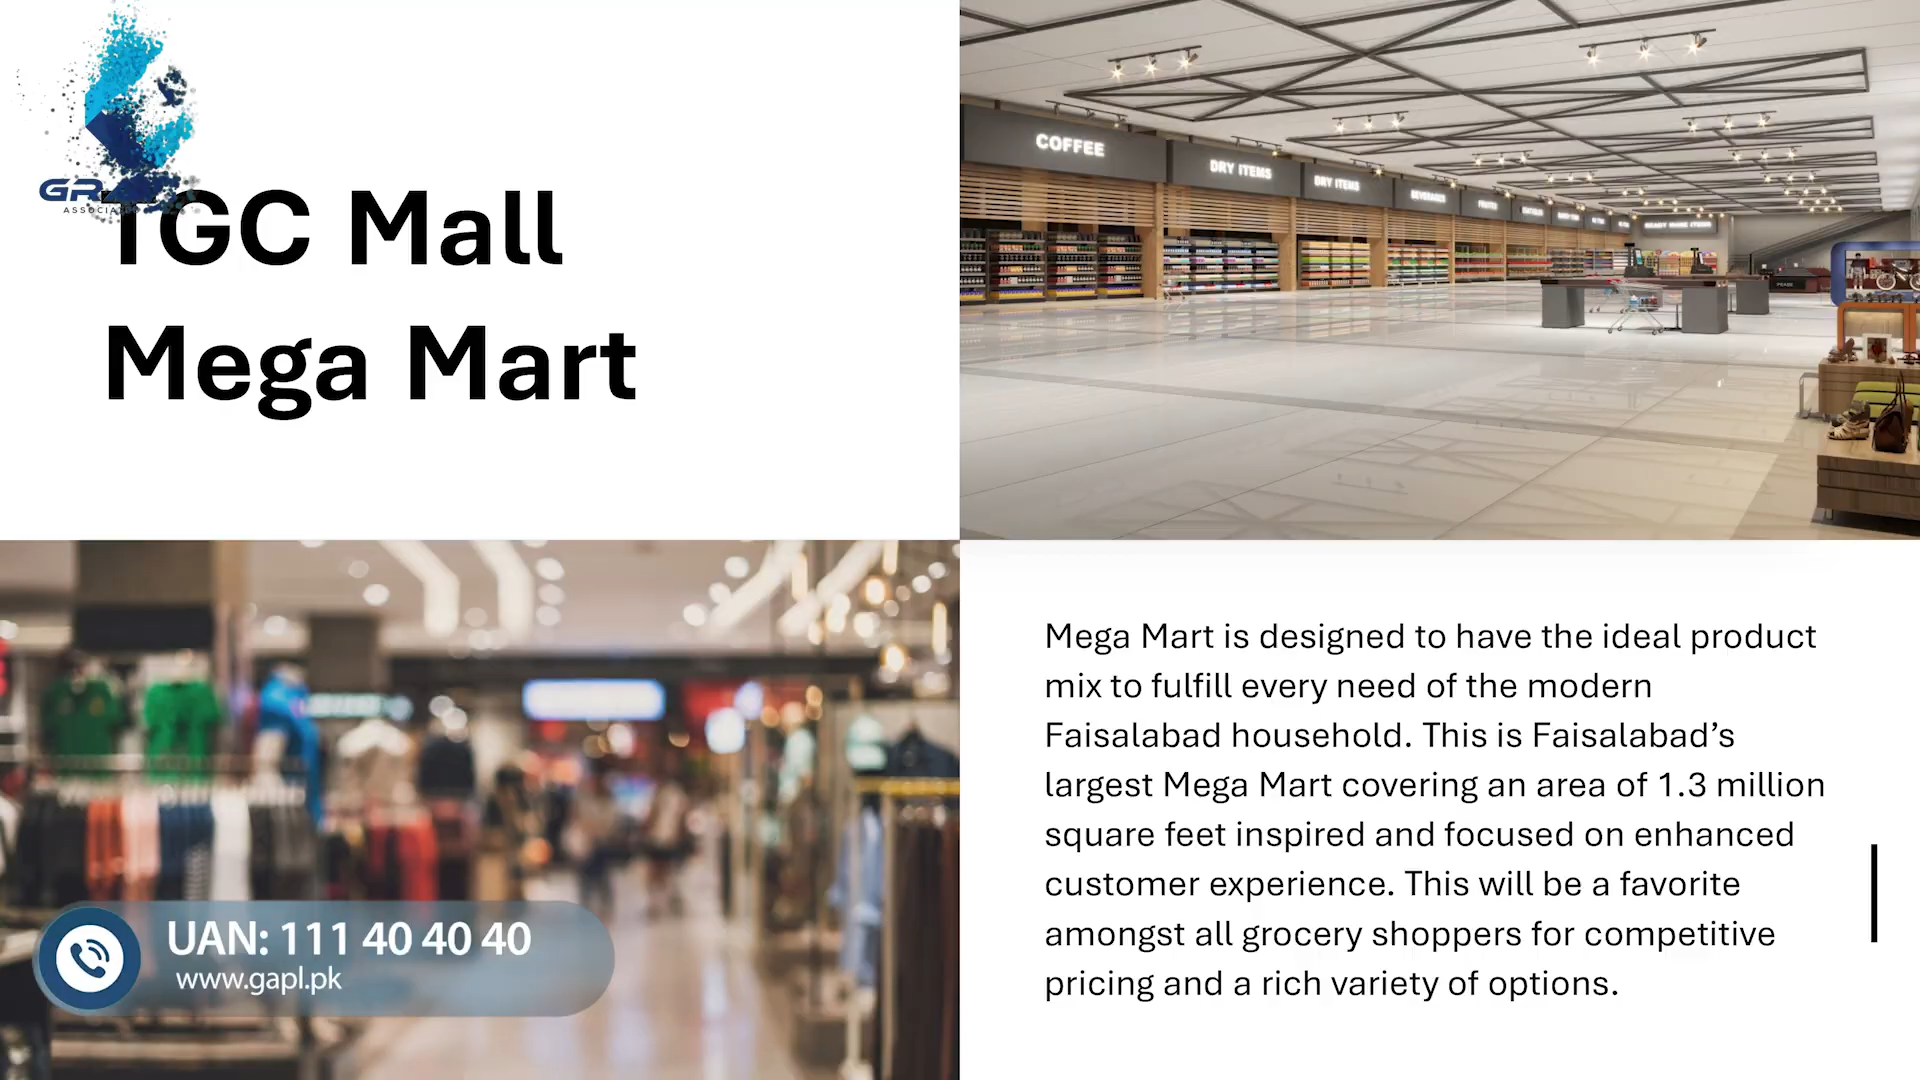 TGC Mall
Mega Mart
COFFEE
DRY ITEMS
DRY ITEMS
BEVERAGES
Mega Mart is designed to have the ideal product
mix to fulfill every need of the modern
Faisalabad household. This is Faisalabad’s
largest Mega Mart covering an area of 1.3 million
square feet inspired and focused on enhanced
customer experience. This will be a favorite
amongst all grocery shoppers for competitive
pricing and a rich variety of options.
UAN: 111 40 40 40
www.gapl.pk